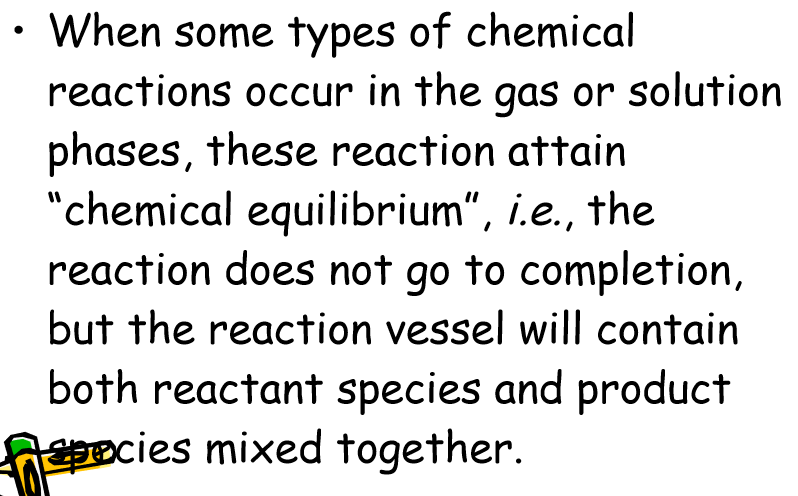 • When some types of chemical
reactions occur in the gas or solution
phases, these reaction attain
“chemical equilibrium”, i.e., the
reaction does not go to completion,
but the reaction vessel will contain
both reactant species and product
species mixed together.